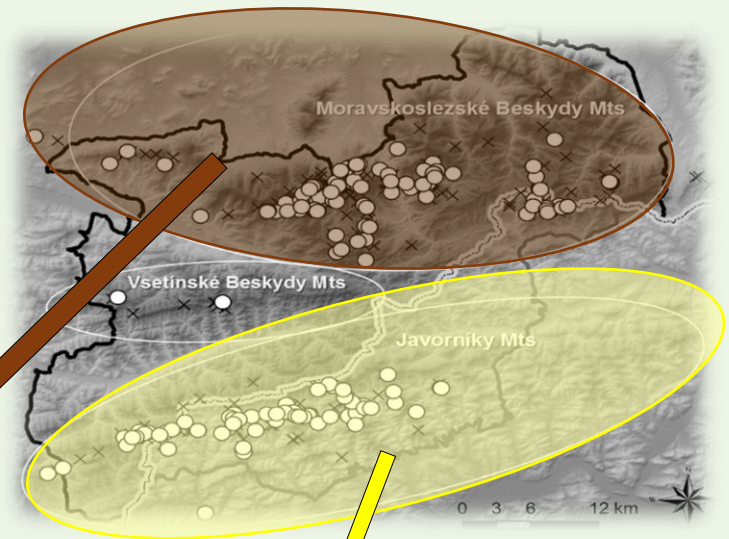 Moravskoslezské Beskydy Mts
Vsetínské Beskydy Mts
Javorníky Mts
N
0 3 6 12 km